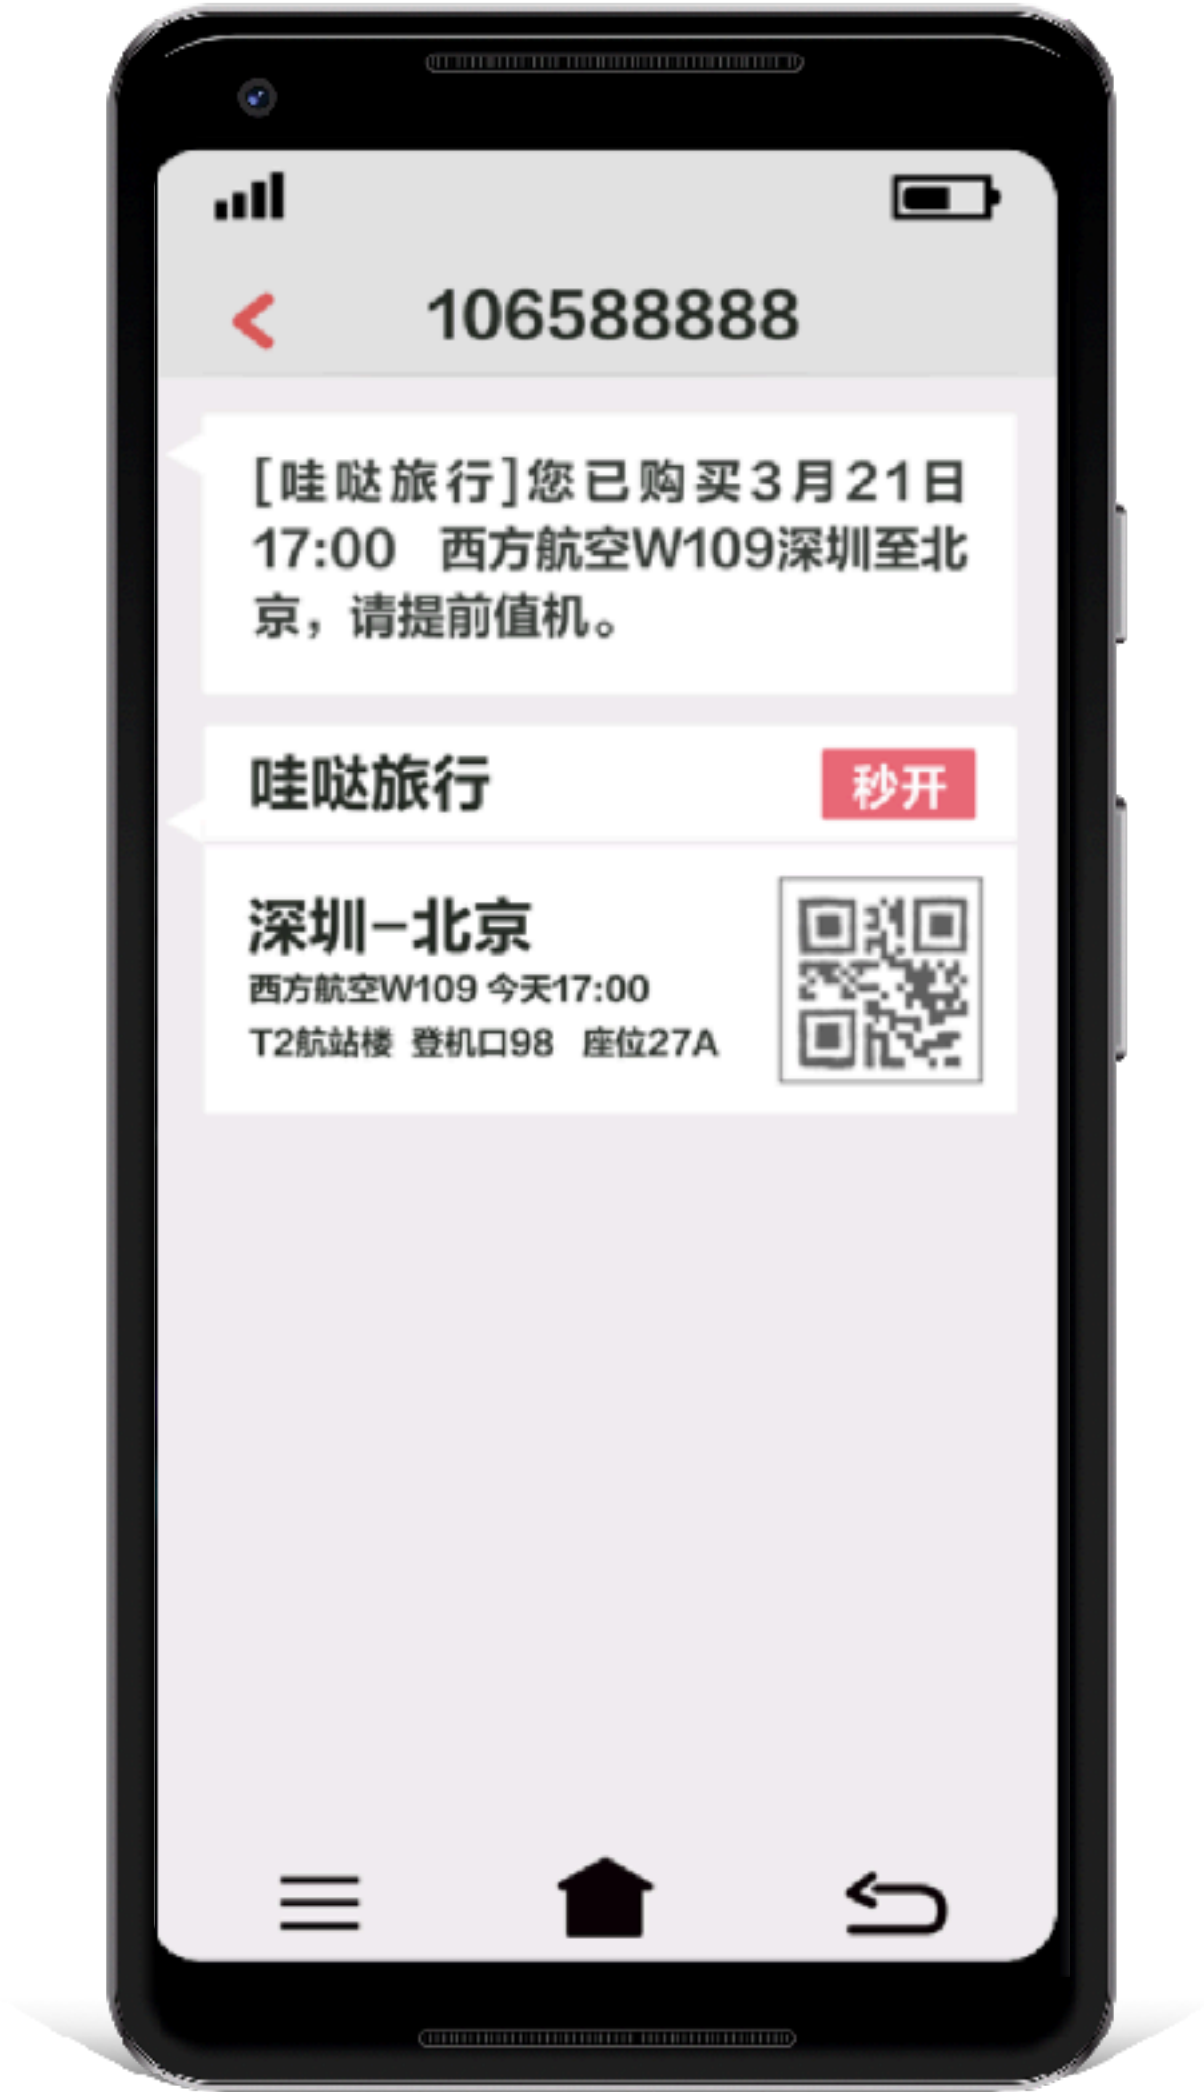 106588888
[哇哒旅行]您已购买3月21日
17:00 西方航空W109深圳至北
京，请提前值机。
哇哒旅行
秒开
深圳-北京
西方航空W109 今天17:00
T2航站楼 登机口98 座位27A